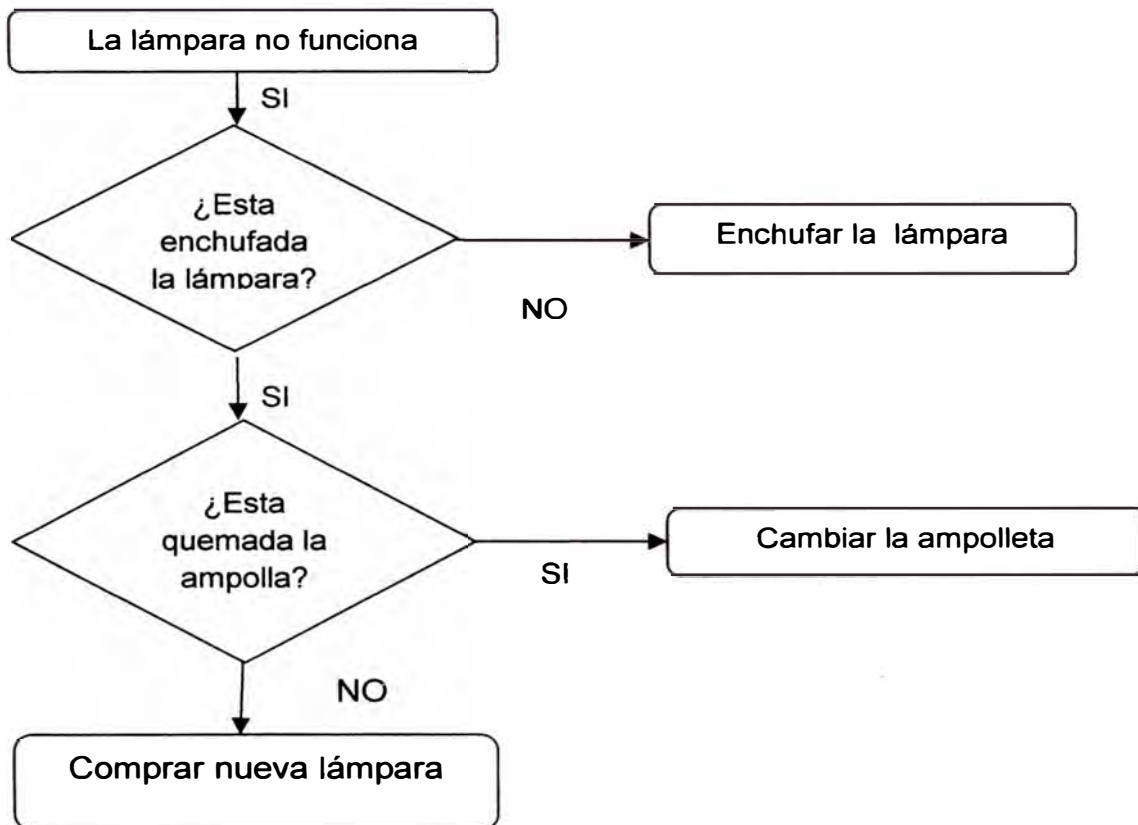 La lámpara no funciona
SI
¿Esta
enchufada
la lámpara?
Enchufar la lámpara
NO
SI
¿Esta
quemada la
ampolla?
Cambiar la ampolleta
SI
NO
Comprar nueva lámpara